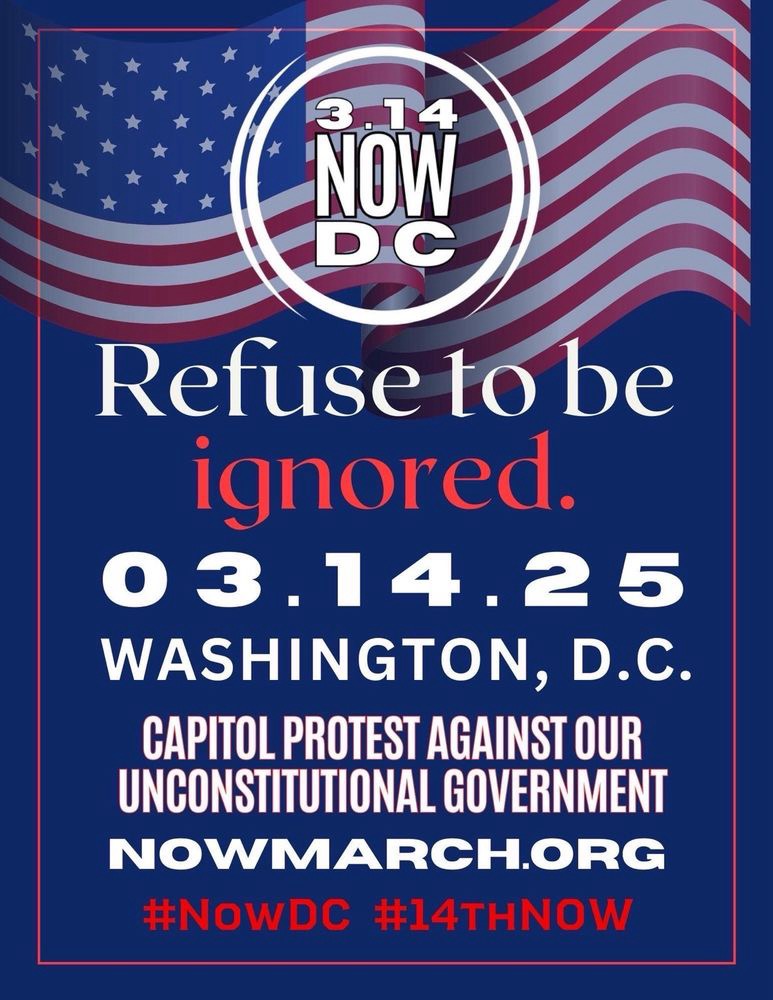 3.14
NOW
DC
Refuse to be
ignored.
03.14.25
WASHINGTON, D.C.
CAPITOL PROTEST AGAINST OUR
UNCONSTITUTIONAL GOVERNMENT
NOWMARCH.ORG
#NowDC #14THNOW